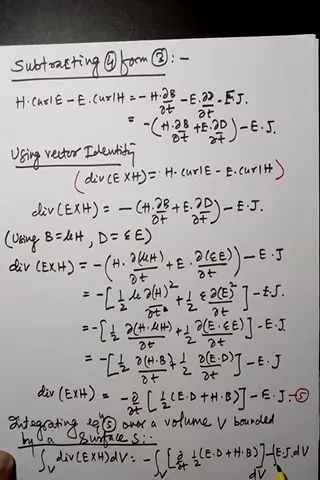 Subtracting ④ form ③ : -
H. Curl E - E. Curl H = - H. ∂B/∂t - E. ∂D/∂t - E.J.
= - (H. ∂B/∂t + E. ∂D/∂t) - E.J.
Using vector Identity
(div (E×H) = H. Curl E - E. Curl H)
div (E×H) = - (H. ∂B/∂t + E. ∂D/∂t) - E.J.
(Using B = μH, D = εE)
div (E×H) = - (H. ∂(μH)/∂t + E. ∂(εE)/∂t) - E.J
= - [1/2 μ ∂(H)²/∂t + 1/2 ε ∂(E)²/∂t] - E.J.
= - [1/2 ∂(H.μH)/∂t + 1/2 ∂(E.εE)/∂t] - E.J.
= - [1/2 ∂(H.B)/∂t + 1/2 ∂(E.D)/∂t] - E.J
div (E×H) = - ∂/∂t [1/2 (E.D + H.B)] - E.J. - ⑤
Integrating eqⁿ ⑤ over a volume V bounded
by a Surface S: -
∫v div (E×H) dV = - ∫v [∂/∂t 1/2 (E.D + H.B)] dV - ∫E.J. dV